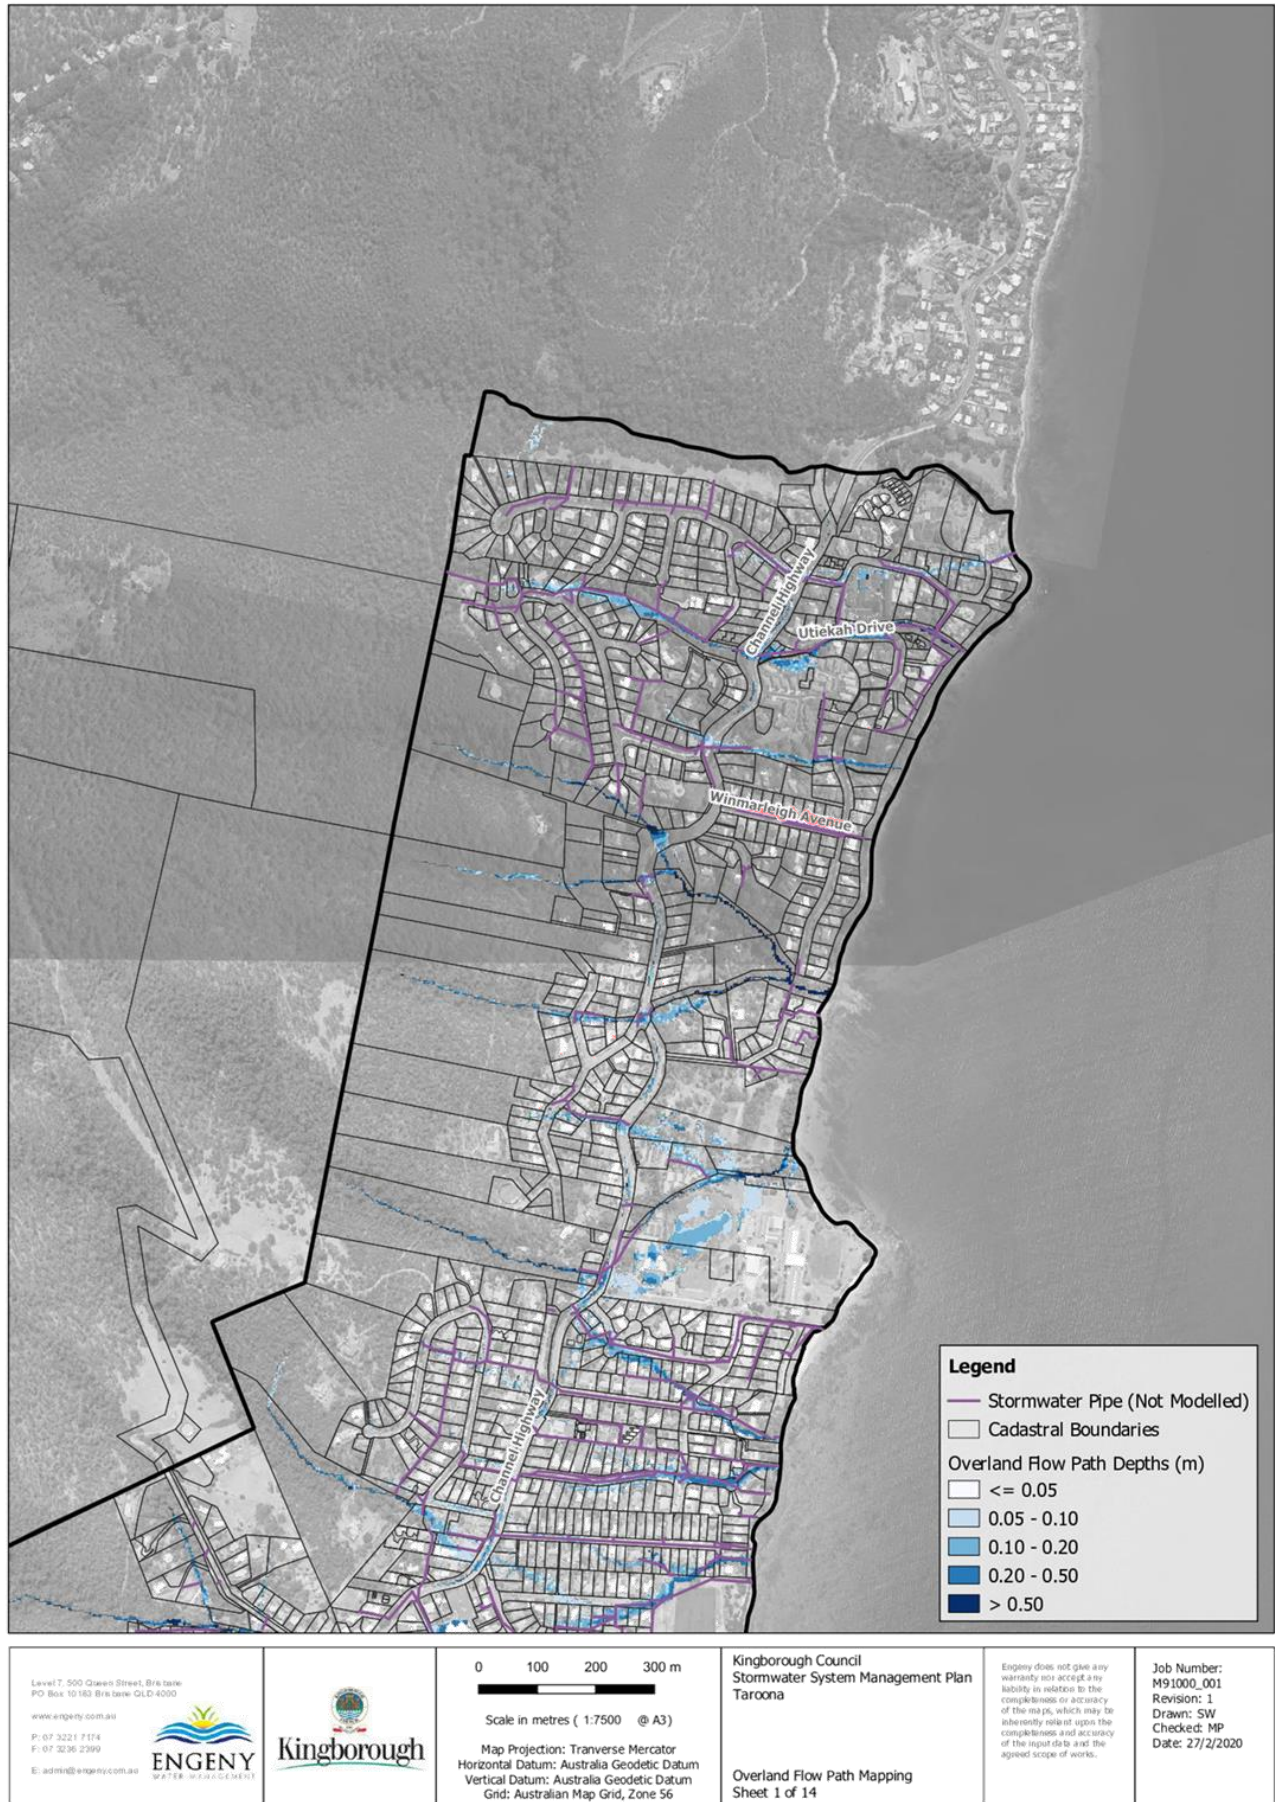 Channel Highway
Utiekah Drive
Winmarleigh Avenue
Channel Highway
Legend
Stormwater Pipe (Not Modelled)
Cadastral Boundaries
Overland Flow Path Depths (m)
<= 0.05
0.05 - 0.10
0.10 - 0.20
0.20 - 0.50
> 0.50
Level 7, 500 Queen Street, Brisbane
PO Box 10183 Brisbane QLD 4000
www.engeny.com.au
P: 07 3221 7174
F: 07 3236 2399
E: admin@engeny.com.au
ENGENY
WATER MANAGEMENT
Kingborough
0 100 200 300 m
Scale in metres ( 1:7500 @ A3)
Map Projection: Tranverse Mercator
Horizontal Datum: Australia Geodetic Datum
Vertical Datum: Australia Geodetic Datum
Grid: Australian Map Grid, Zone 56
Kingborough Council
Stormwater System Management Plan
Taroona
Overland Flow Path Mapping
Sheet 1 of 14
Engeny does not give any
warranty nor accept any
liability in relation to the
completeness or accuracy
of the maps, which may be
inherently reliant upon the
completeness and accuracy
of the input data and the
agreed scope of works.
Job Number:
M91000_001
Revision: 1
Drawn: SW
Checked: MP
Date: 27/2/2020